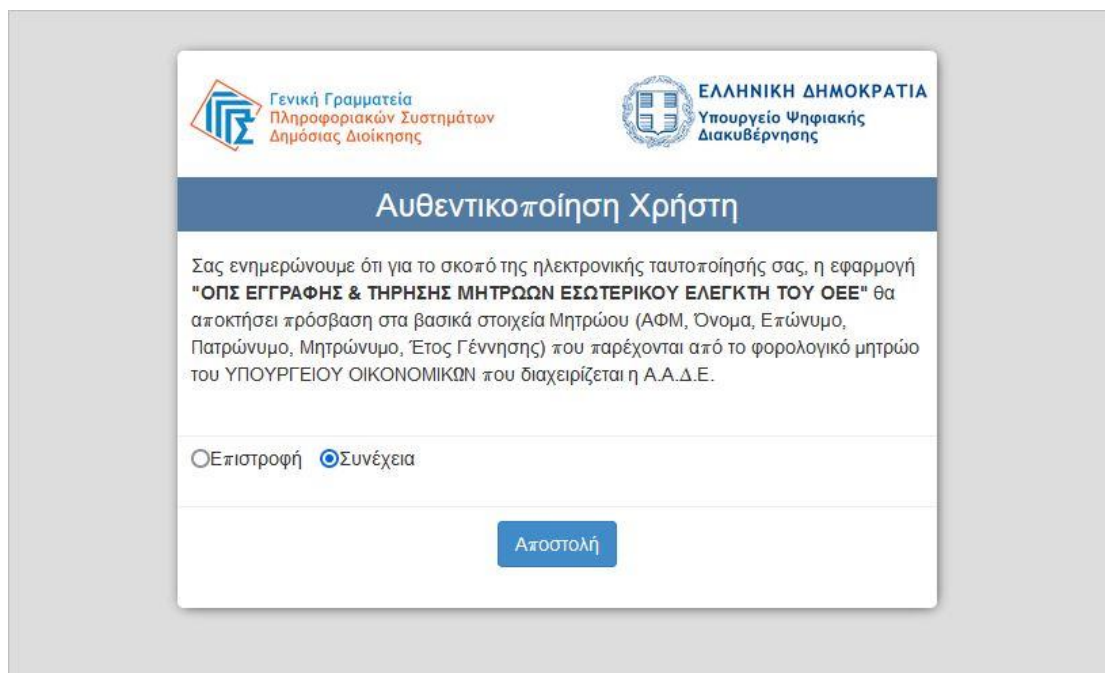 Γενική Γραμματεία
Πληροφοριακών Συστημάτων
Δημόσιας Διοίκησης
ΕΛΛΗΝΙΚΗ ΔΗΜΟΚΡΑΤΙΑ
Υπουργείο Ψηφιακής
Διακυβέρνησης
Αυθεντικοποίηση Χρήστη
Σας ενημερώνουμε ότι για το σκοπό της ηλεκτρονικής ταυτοποίησής σας, η εφαρμογή
"ΟΠΣ ΕΓΓΡΑΦΗΣ & ΤΗΡΗΣΗΣ ΜΗΤΡΩΩΝ ΕΣΩΤΕΡΙΚΟΥ ΕΛΕΓΚΤΗ ΤΟΥ ΟΕΕ" θα
αποκτήσει πρόσβαση στα βασικά στοιχεία Μητρώου (ΑΦΜ, Όνομα, Επώνυμο,
Πατρώνυμο, Μητρώνυμο, Έτος Γέννησης) που παρέχονται από το φορολογικό μητρώο
του ΥΠΟΥΡΓΕΙΟΥ ΟΙΚΟΝΟΜΙΚΩΝ που διαχειρίζεται η Α.Α.Δ.Ε.
Επιστροφή Συνέχεια
Αποστολή